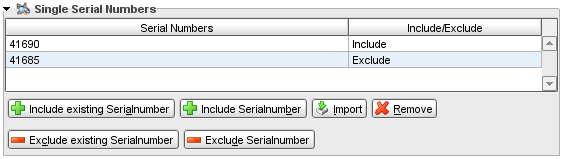 Single Serial Numbers
Serial Numbers Include/Exclude
41690 Include
41685 Exclude
Include existing Serialnumber Include Serialnumber Import Remove
Exclude existing Serialnumber Exclude Serialnumber